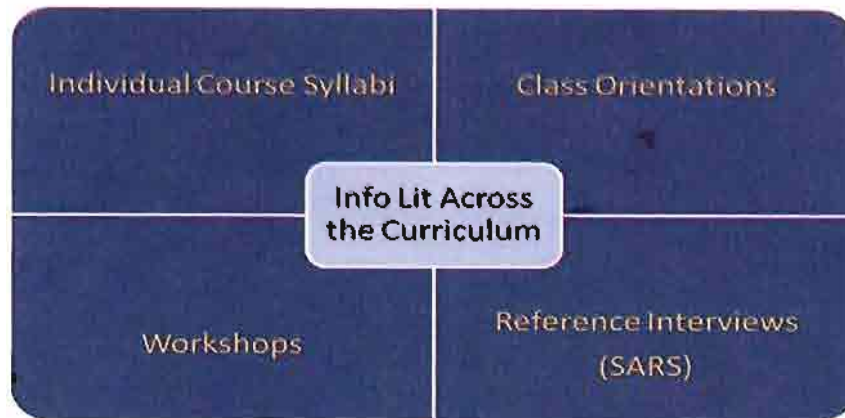 Individual Course Syllabi
Class Orientations
Info Lit Across
the Curriculum
Workshops
Reference Interviews
(SARS)